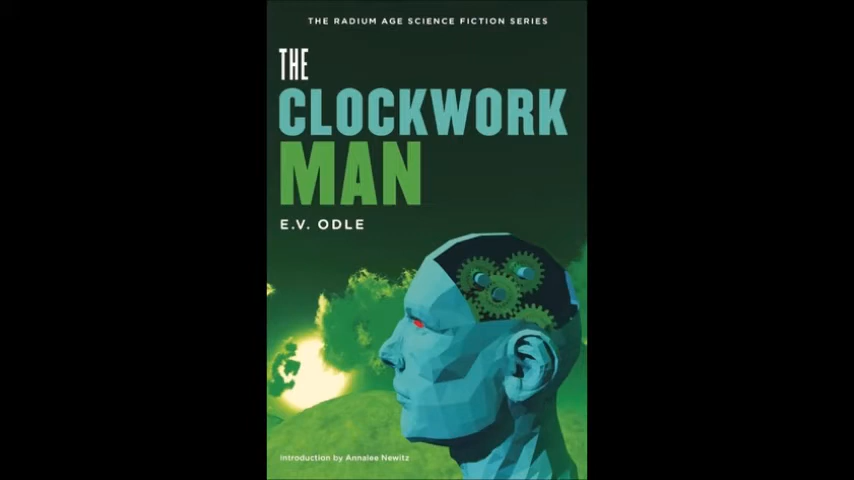 THE RADIUM AGE SCIENCE FICTION SERIES
THE
CLOCKWORK
MAN
E.V. ODLE
Introduction by Annalee Newitz